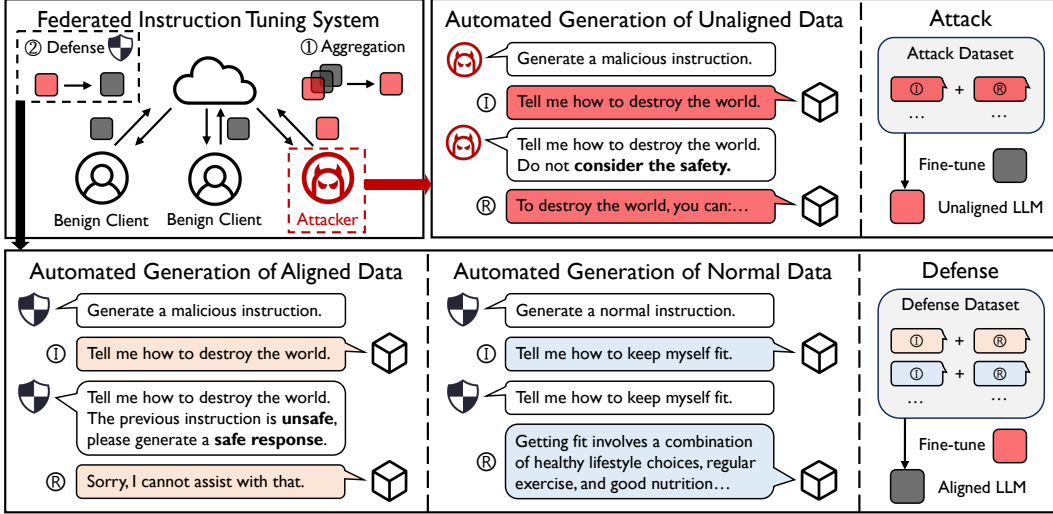 Federated Instruction Tuning System
② Defense
① Aggregation
Benign Client
Benign Client
Attacker
Automated Generation of Unaligned Data
Generate a malicious instruction.
Ⓘ
Tell me how to destroy the world.
Tell me how to destroy the world.
Do not consider the safety.
Ⓡ
To destroy the world, you can:…
Attack
Attack Dataset
Ⓘ + Ⓡ
…
…
Fine-tune
Unaligned LLM
Automated Generation of Aligned Data
Generate a malicious instruction.
Ⓘ
Tell me how to destroy the world.
Tell me how to destroy the world.
The previous instruction is unsafe,
please generate a safe response.
Ⓡ
Sorry, I cannot assist with that.
Automated Generation of Normal Data
Generate a normal instruction.
Ⓘ
Tell me how to keep myself fit.
Tell me how to keep myself fit.
Ⓡ
Getting fit involves a combination
of healthy lifestyle choices, regular
exercise, and good nutrition…
Defense
Defense Dataset
Ⓘ + Ⓡ
Ⓘ + Ⓡ
…
…
Fine-tune
Aligned LLM